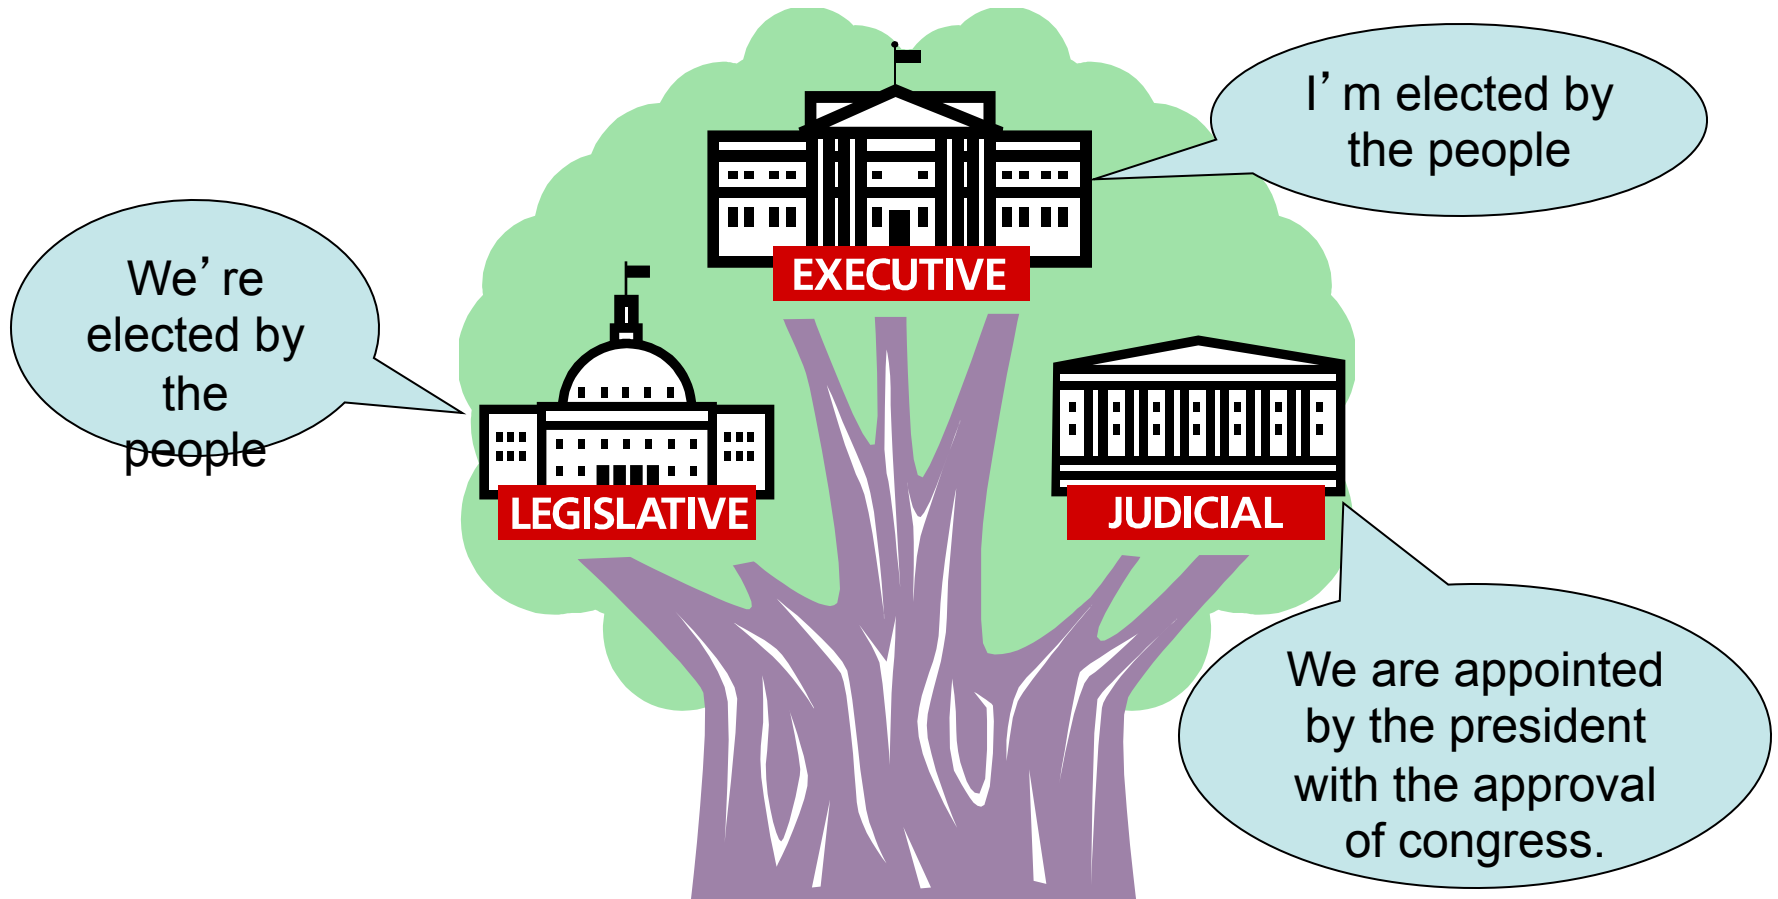 I’m elected by
the people
EXECUTIVE
We’re
elected by
the
people
LEGISLATIVE
JUDICIAL
We are appointed
by the president
with the approval
of congress.